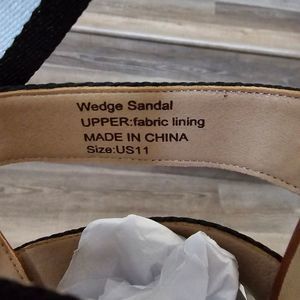 Wedge Sandal
UPPER:fabric lining
MADE IN CHINA
Size:US11